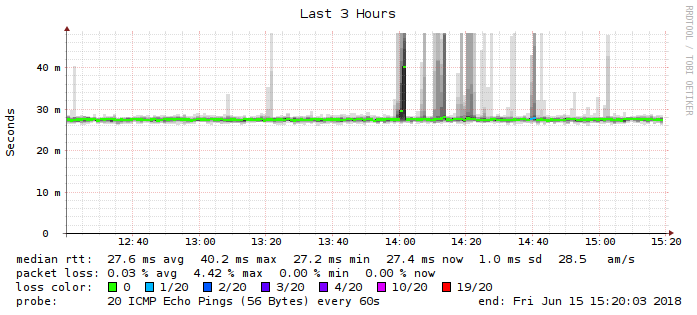 Last 3 Hours
RRDTOOL / TOBI OETIKER
Seconds
40 m
30 m
20 m
10 m
0
12:40 13:00 13:20 13:40 14:00 14:20 14:40 15:00 15:20
median rtt: 27.6 ms avg 40.2 ms max 27.2 ms min 27.4 ms now 1.0 ms sd 28.5 am/s
packet loss: 0.03 % avg 4.42 % max 0.00 % min 0.00 % now
loss color: 0 1/20 2/20 3/20 4/20 10/20 19/20
probe: 20 ICMP Echo Pings (56 Bytes) every 60s end: Fri Jun 15 15:20:03 2018